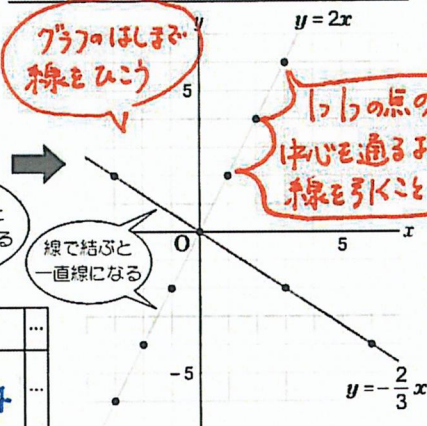 y
y=2x
グラフのはしまで
線をひこう
5
1つ1つの点の
中心を通るよ
線を引くこと
る
線で結ぶと
一直線になる
O
5
x
…
…
-5
y=-2/3x